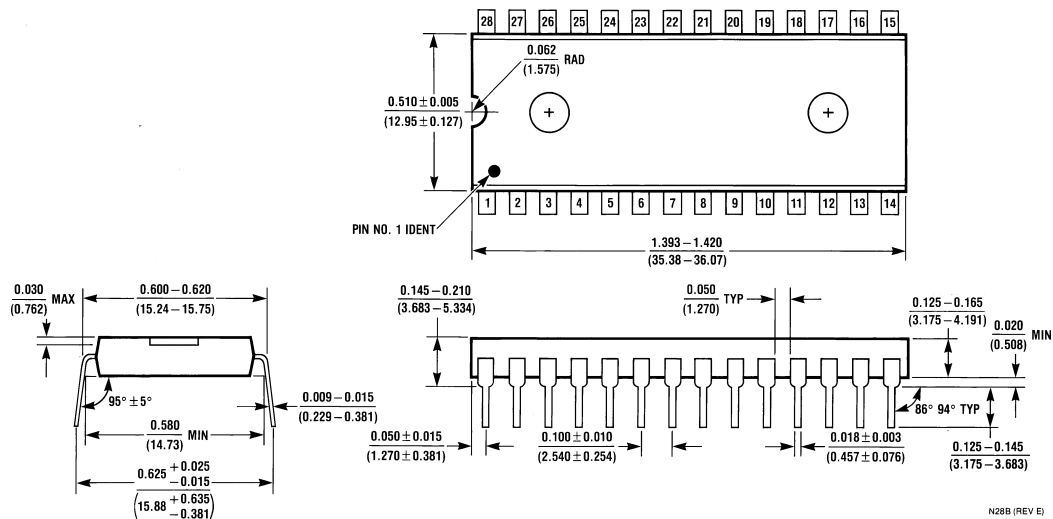 28 27 26 25 24 23 22 21 20 19 18 17 16 15
0.062
(1.575)
RAD
0.510 ± 0.005
(12.95 ± 0.127)
PIN NO. 1 IDENT
1 2 3 4 5 6 7 8 9 10 11 12 13 14
1.393 – 1.420
(35.38 – 36.07)
0.030
(0.762)
MAX
0.600 – 0.620
(15.24 – 15.75)
95° ± 5°
0.580
(14.73)
MIN
0.009 – 0.015
(0.229 – 0.381)
0.625 + 0.025
– 0.015
(15.88 + 0.635
– 0.381)
0.145 – 0.210
(3.683 – 5.334)
0.050
(1.270)
TYP
0.125 – 0.165
(3.175 – 4.191)
0.020
(0.508)
MIN
86° 94° TYP
0.050 ± 0.015
(1.270 ± 0.381)
0.100 ± 0.010
(2.540 ± 0.254)
0.018 ± 0.003
(0.457 ± 0.076)
0.125 – 0.145
(3.175 – 3.683)
N28B (REV E)